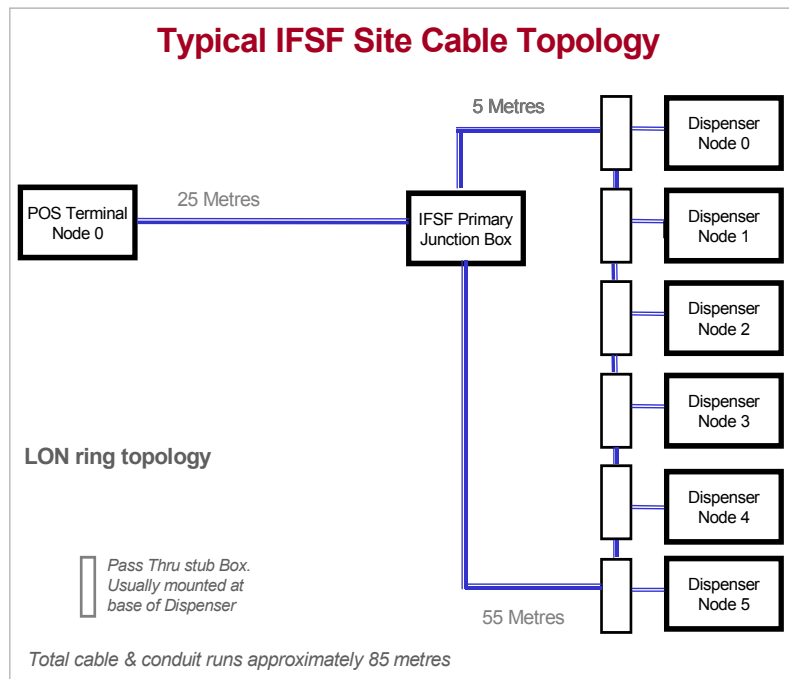 Typical IFSF Site Cable Topology
5 Metres
Dispenser
Node 0
25 Metres
POS Terminal
Node 0
IFSF Primary
Junction Box
Dispenser
Node 1
Dispenser
Node 2
Dispenser
Node 3
LON ring topology
Dispenser
Node 4
Pass Thru stub Box.
Usually mounted at
base of Dispenser
Dispenser
Node 5
55 Metres
Total cable & conduit runs approximately 85 metres